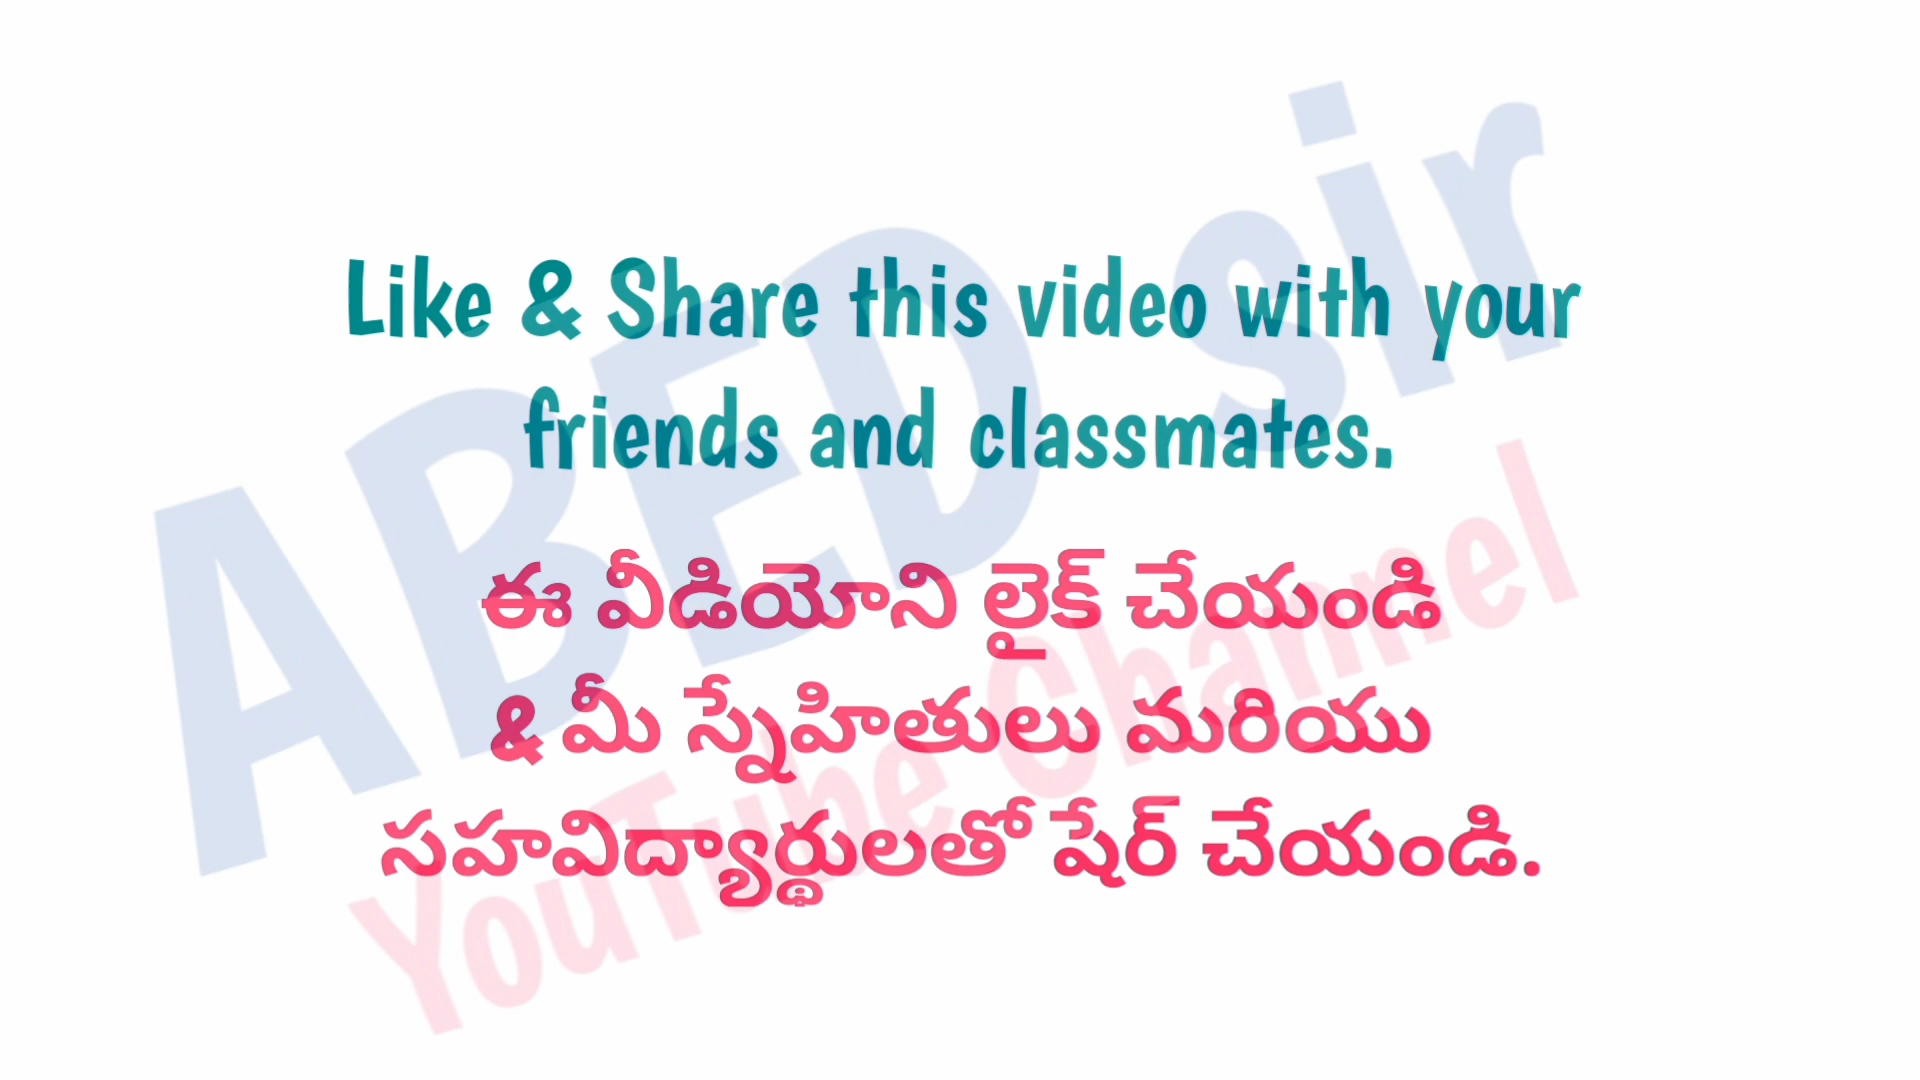 Like & Share this video with your
friends and classmates.
ఈ వీడియోని లైక్ చేయండి
& మీ స్నేహితులు మరియు
సహవిద్యార్థులతో షేర్ చేయండి.
ABED sir
YouTube Channel